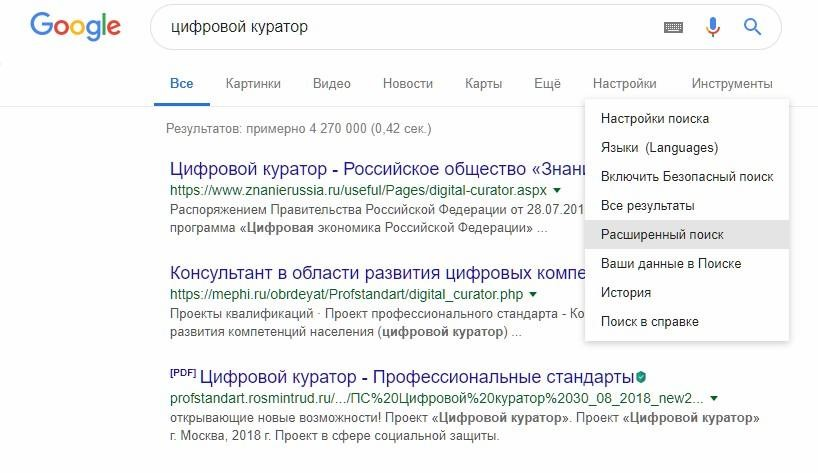 Google
цифровой куратор
Все Картинки Видео Новости Карты Ещё Настройки Инструменты
Результатов: примерно 4 270 000 (0,42 сек.)
Настройки поиска
Языки (Languages)
Включить Безопасный поиск
Все результаты
Расширенный поиск
Ваши данные в Поиске
История
Поиск в справке
Цифровой куратор - Российское общество «Знани
https://www.znanierussia.ru/useful/Pages/digital-curator.aspx
Распоряжением Правительства Российской Федерации от 28.07.201
программа «Цифровая экономика Российской Федерации» ...
Консультант в области развития цифровых компе
https://mephi.ru/obrdeyat/Profstandart/digital_curator.php
Проекты квалификаций · Проект профессионального стандарта - Ко
развития компетенций населения (цифровой куратор) ...
[PDF] Цифровой куратор - Профессиональные стандарты
profstandart.rosmintrud.ru/.../ПС%20Цифровой%20куратор%2030_08_2018_new2...
открывающие новые возможности! Проект «Цифровой куратор». Проект «Цифровой куратор»
г. Москва, 2018 г. Проект в сфере социальной защиты.